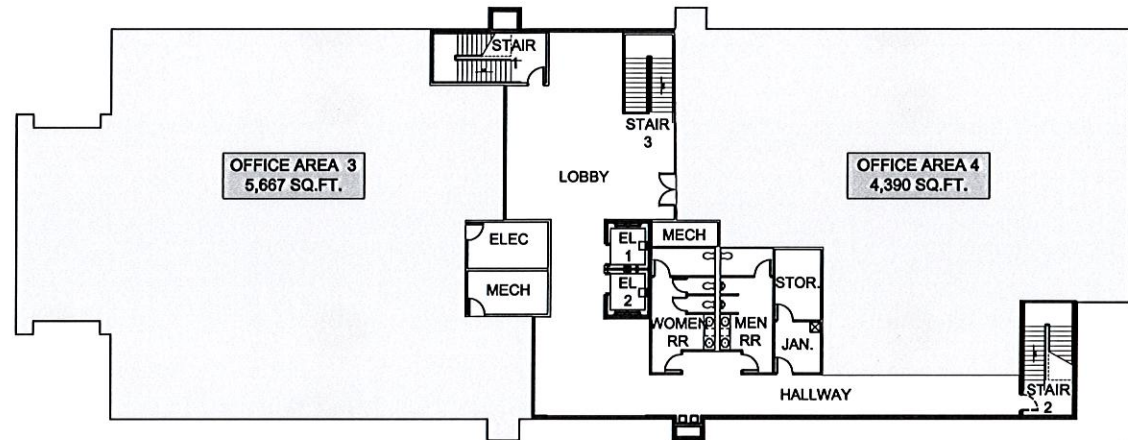 STAIR
1
STAIR
3
OFFICE AREA 3
5,667 SQ.FT.
OFFICE AREA 4
4,390 SQ.FT.
LOBBY
ELEC
MECH
EL
1
EL
2
MECH
WOMEN
RR
MEN
RR
STOR.
JAN.
HALLWAY
STAIR
2